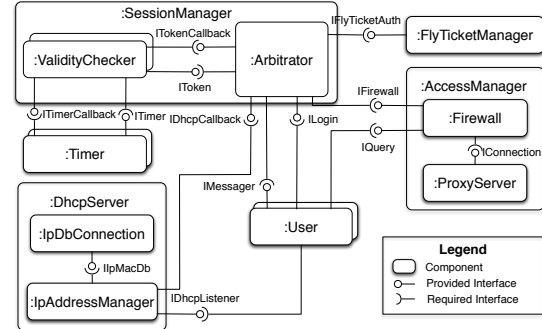 :SessionManager
ITokenCallback
IFlyTicketAuth
:FlyTicketManager
:ValidityChecker
:Arbitrator
IToken
:AccessManager
IFirewall
ITimerCallback
ITimer
IDhcpCallback
ILogin
:Firewall
IQuery
:Timer
IConnection
IMessager
:ProxyServer
:DhcpServer
:IpDbConnection
:User
IIpMacDb
Legend
Component
Provided Interface
Required Interface
:IpAddressManager
IDhcpListener